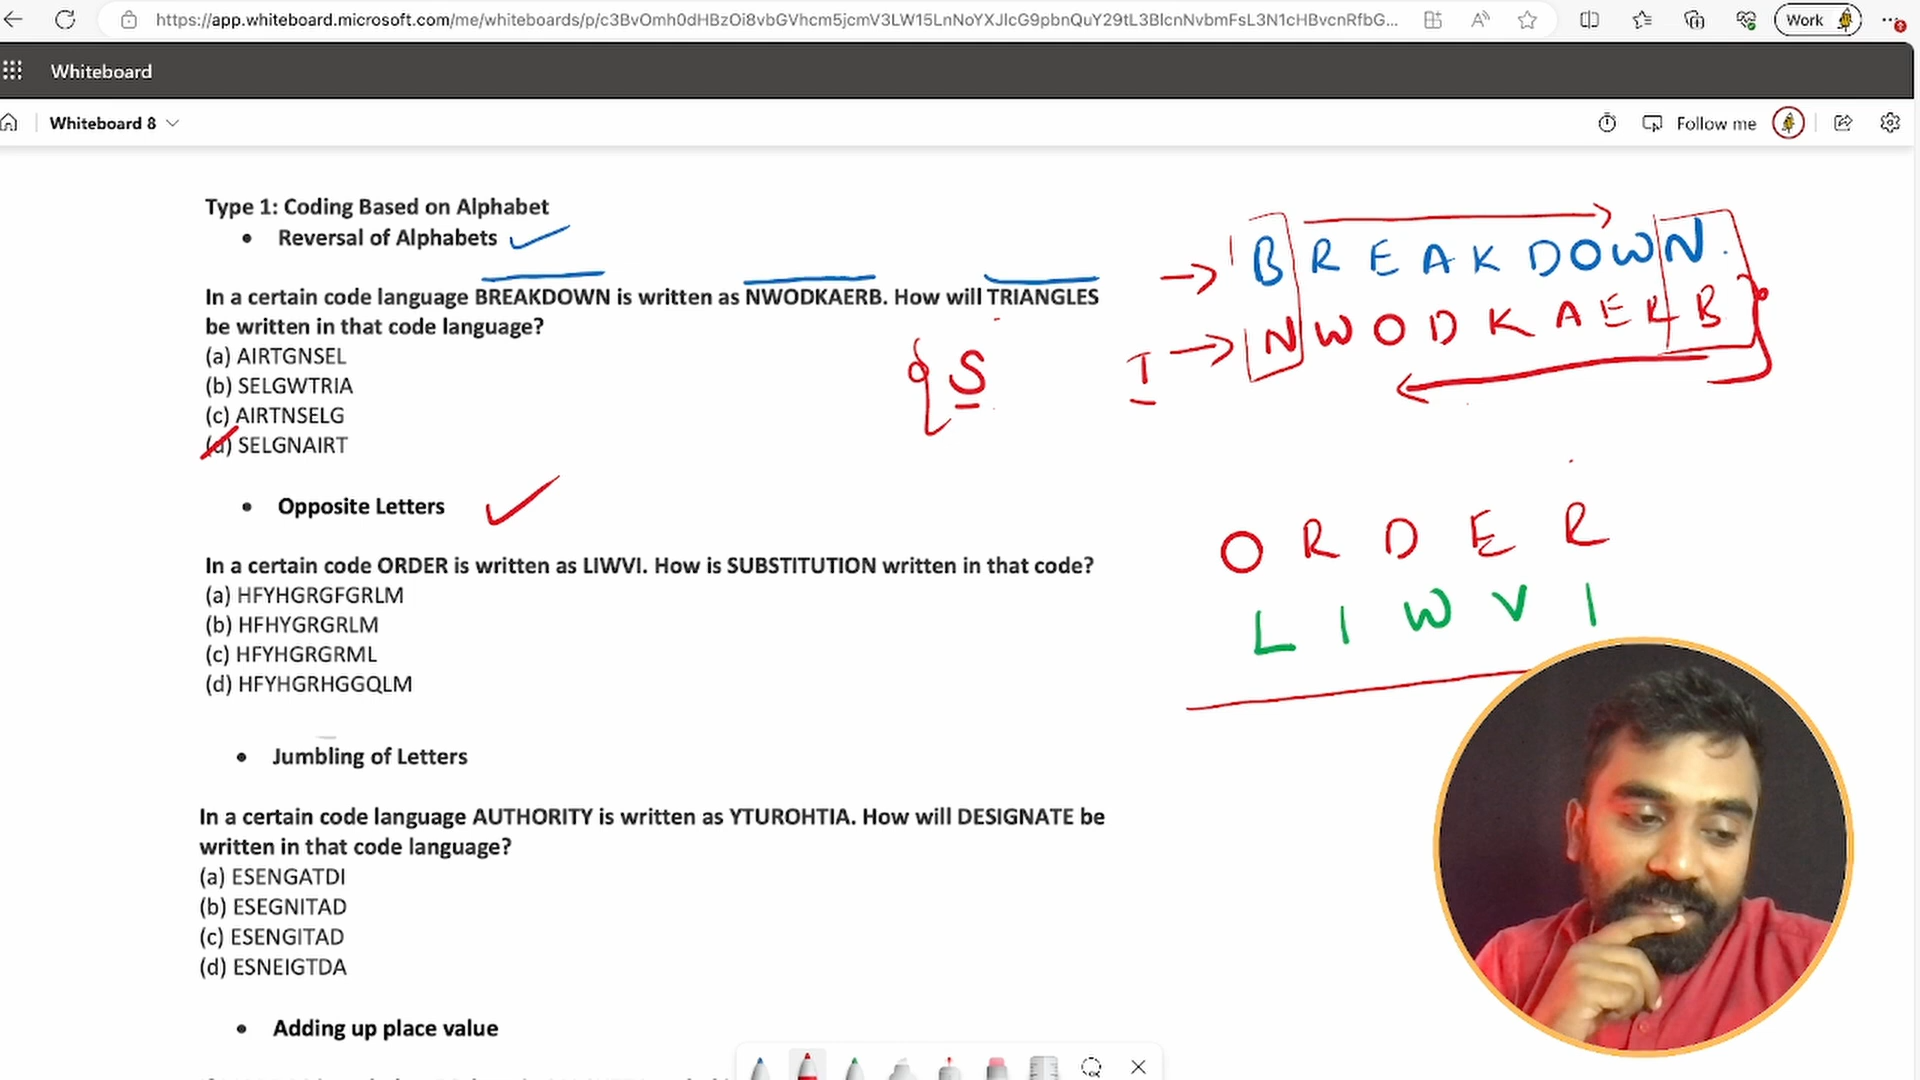 https://app.whiteboard.microsoft.com/me/whiteboards/p/c3BvOmh0dHBzOi8vbGVhcm5jcmV3LW15LnNoYXJlcG9pbnQuY29tL3BlcnNvbmFsL3N1cHBvcnRfbG...
Work
Whiteboard
Whiteboard 8
Follow me
Type 1: Coding Based on Alphabet
• Reversal of Alphabets
In a certain code language BREAKDOWN is written as NWODKAERB. How will TRIANGLES
be written in that code language?
(a) AIRTGNSEL
(b) SELGWTRIA
(c) AIRTNSELG
(d) SELGNAIRT
• Opposite Letters
In a certain code ORDER is written as LIWVI. How is SUBSTITUTION written in that code?
(a) HFYHGRGFGRLM
(b) HFHYGRGRLM
(c) HFYHGRGRML
(d) HFYHGRHGGQLM
• Jumbling of Letters
In a certain code language AUTHORITY is written as YTUROHTIA. How will DESIGNATE be
written in that code language?
(a) ESENGATDI
(b) ESEGNITAD
(c) ESENGITAD
(d) ESNEIGTDA
• Adding up place value
B R E A K D O W N
N W O D K A E R B
S
T
O R D E R
L I W V I